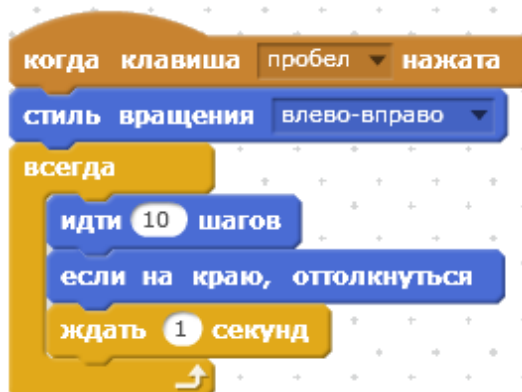 когда клавиша пробел нажата
стиль вращения влево-вправо
всегда
идти 10 шагов
если на краю, оттолкнуться
ждать 1 секунд